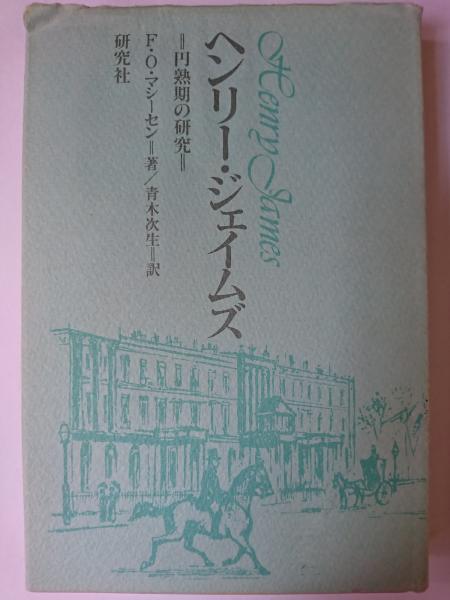 Henry James
ヘンリー・ジェイムズ
=円熟期の研究=
F・O・マシーセン=著/青木次生=訳
研究社